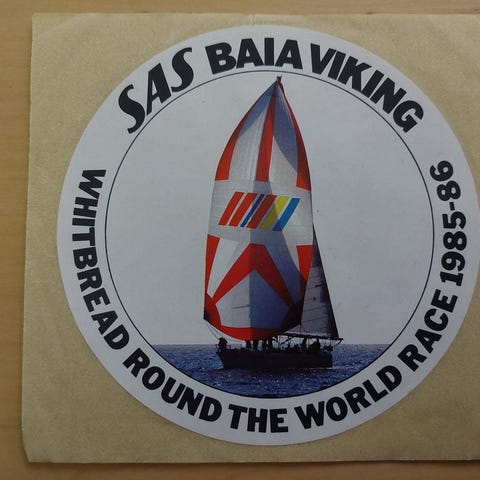 SAS BAIA VIKING
WHITBREAD ROUND THE WORLD RACE 1985-86